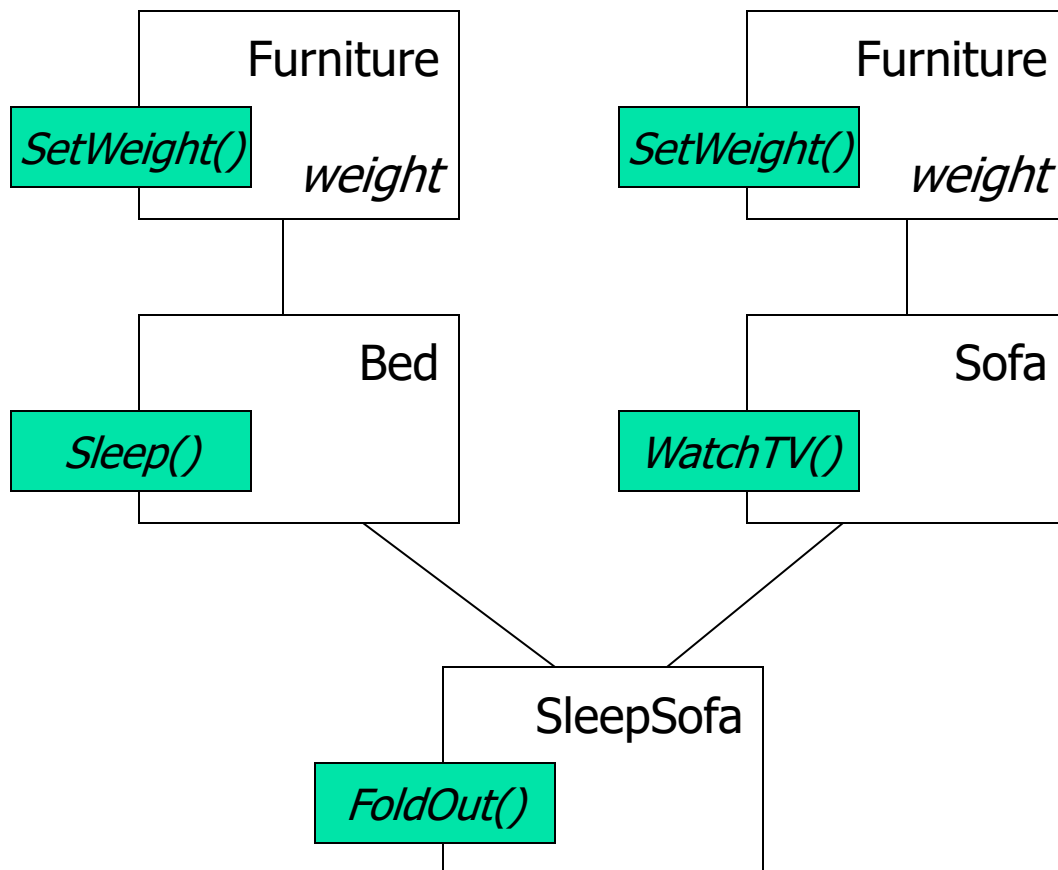 Furniture
SetWeight()
weight
Furniture
SetWeight()
weight
Bed
Sleep()
Sofa
WatchTV()
SleepSofa
FoldOut()